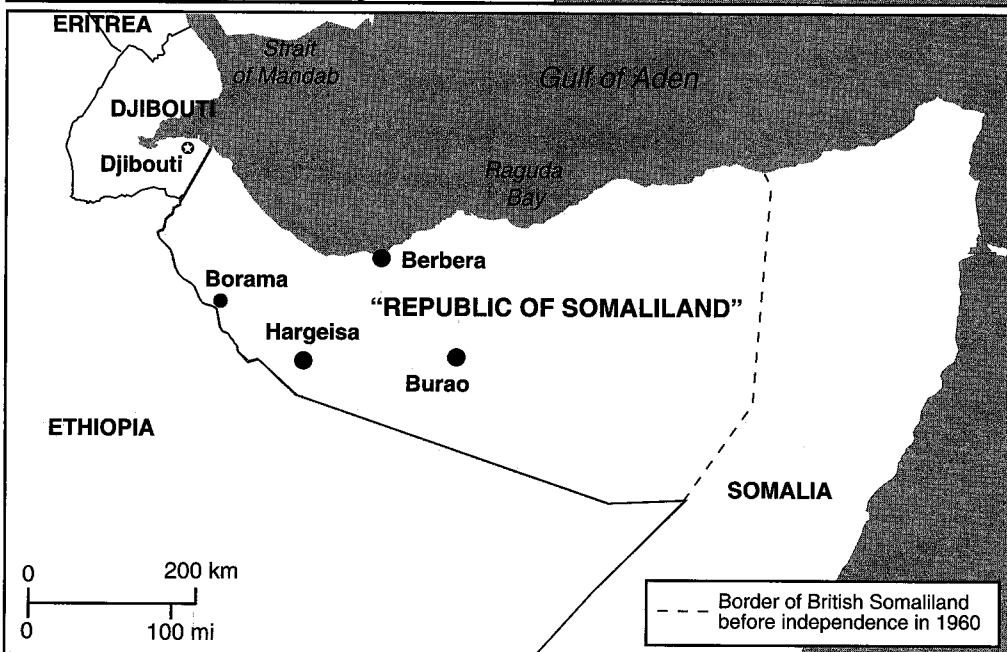 ERITREA
Strait
of Mandab
Gulf of Aden
DJIBOUTI
Djibouti
Raguda
Bay
Berbera
Borama
“REPUBLIC OF SOMALILAND”
Hargeisa
Burao
ETHIOPIA
SOMALIA
0 200 km
0 100 mi
Border of British Somaliland
before independence in 1960